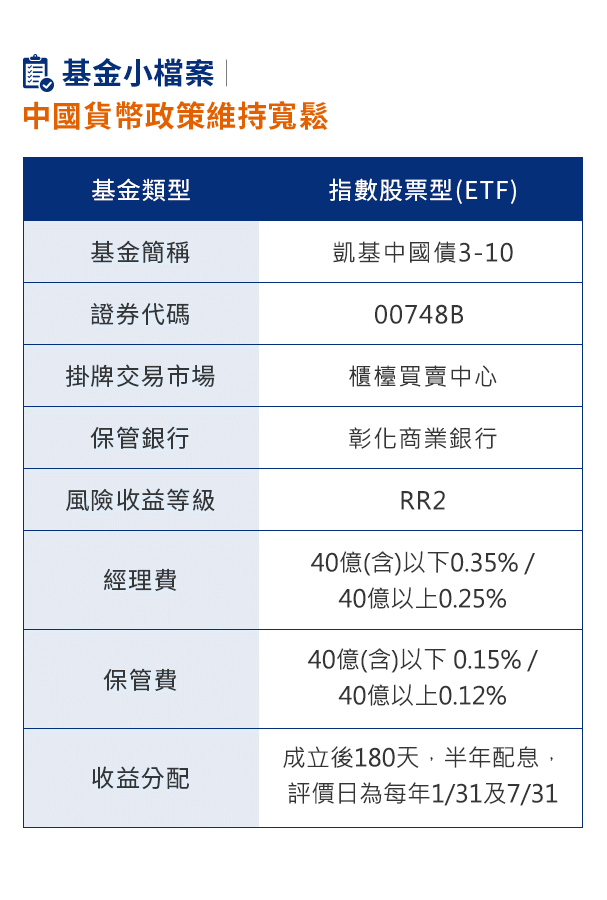 基金小檔案
中國貨幣政策維持寬鬆
基金類型 指數股票型(ETF)
基金簡稱 凱基中國債3-10
證券代碼 00748B
掛牌交易市場 櫃檯買賣中心
保管銀行 彰化商業銀行
風險收益等級 RR2
經理費 40億(含)以下0.35% /
40億以上0.25%
保管費 40億(含)以下 0.15% /
40億以上0.12%
收益分配 成立後180天，半年配息，
評價日為每年1/31及7/31